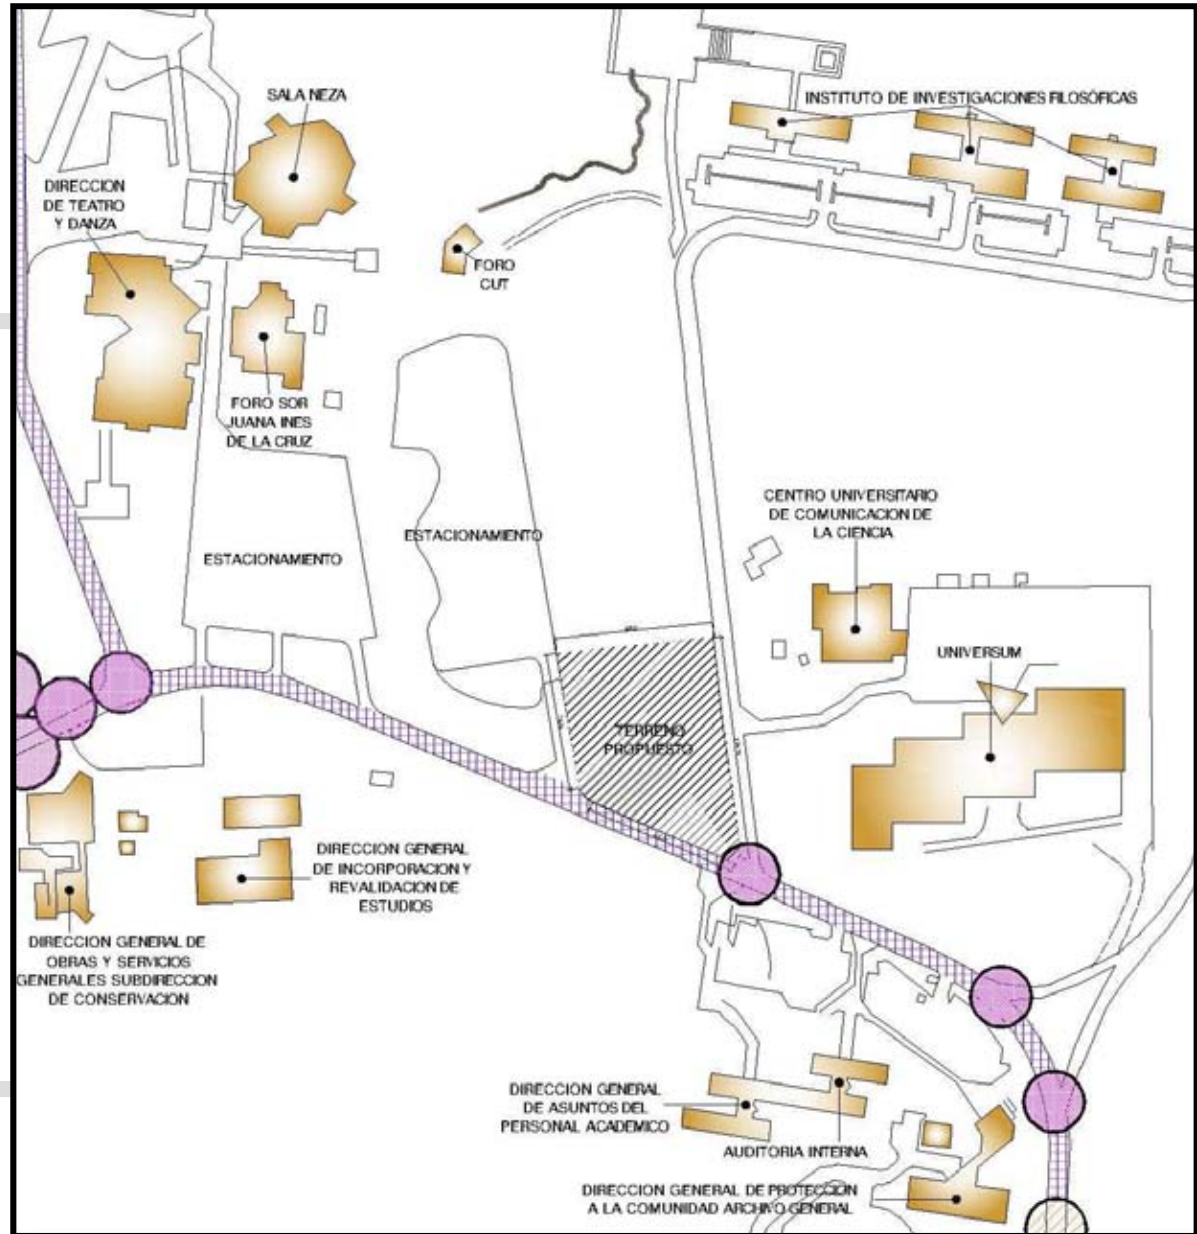 SALA NEZA
INSTITUTO DE INVESTIGACIONES FILOSÓFICAS
DIRECCION
DE TEATRO
Y DANZA
FORO
CUT
FORO SOR
JUANA INES
DE LA CRUZ
CENTRO UNIVERSITARIO
DE COMUNICACION DE
LA CIENCIA
ESTACIONAMIENTO
ESTACIONAMIENTO
UNIVERSUM
TERRENO
PROPUESTO
DIRECCION GENERAL
DE INCORPORACION Y
REVALIDACION DE
ESTUDIOS
DIRECCION GENERAL DE
OBRAS Y SERVICIOS
GENERALES SUBDIRECCION
DE CONSERVACION
DIRECCION GENERAL
DE ASUNTOS DEL
PERSONAL ACADEMICO
AUDITORIA INTERNA
DIRECCION GENERAL DE PROTECCION
A LA COMUNIDAD ARCHIVO GENERAL